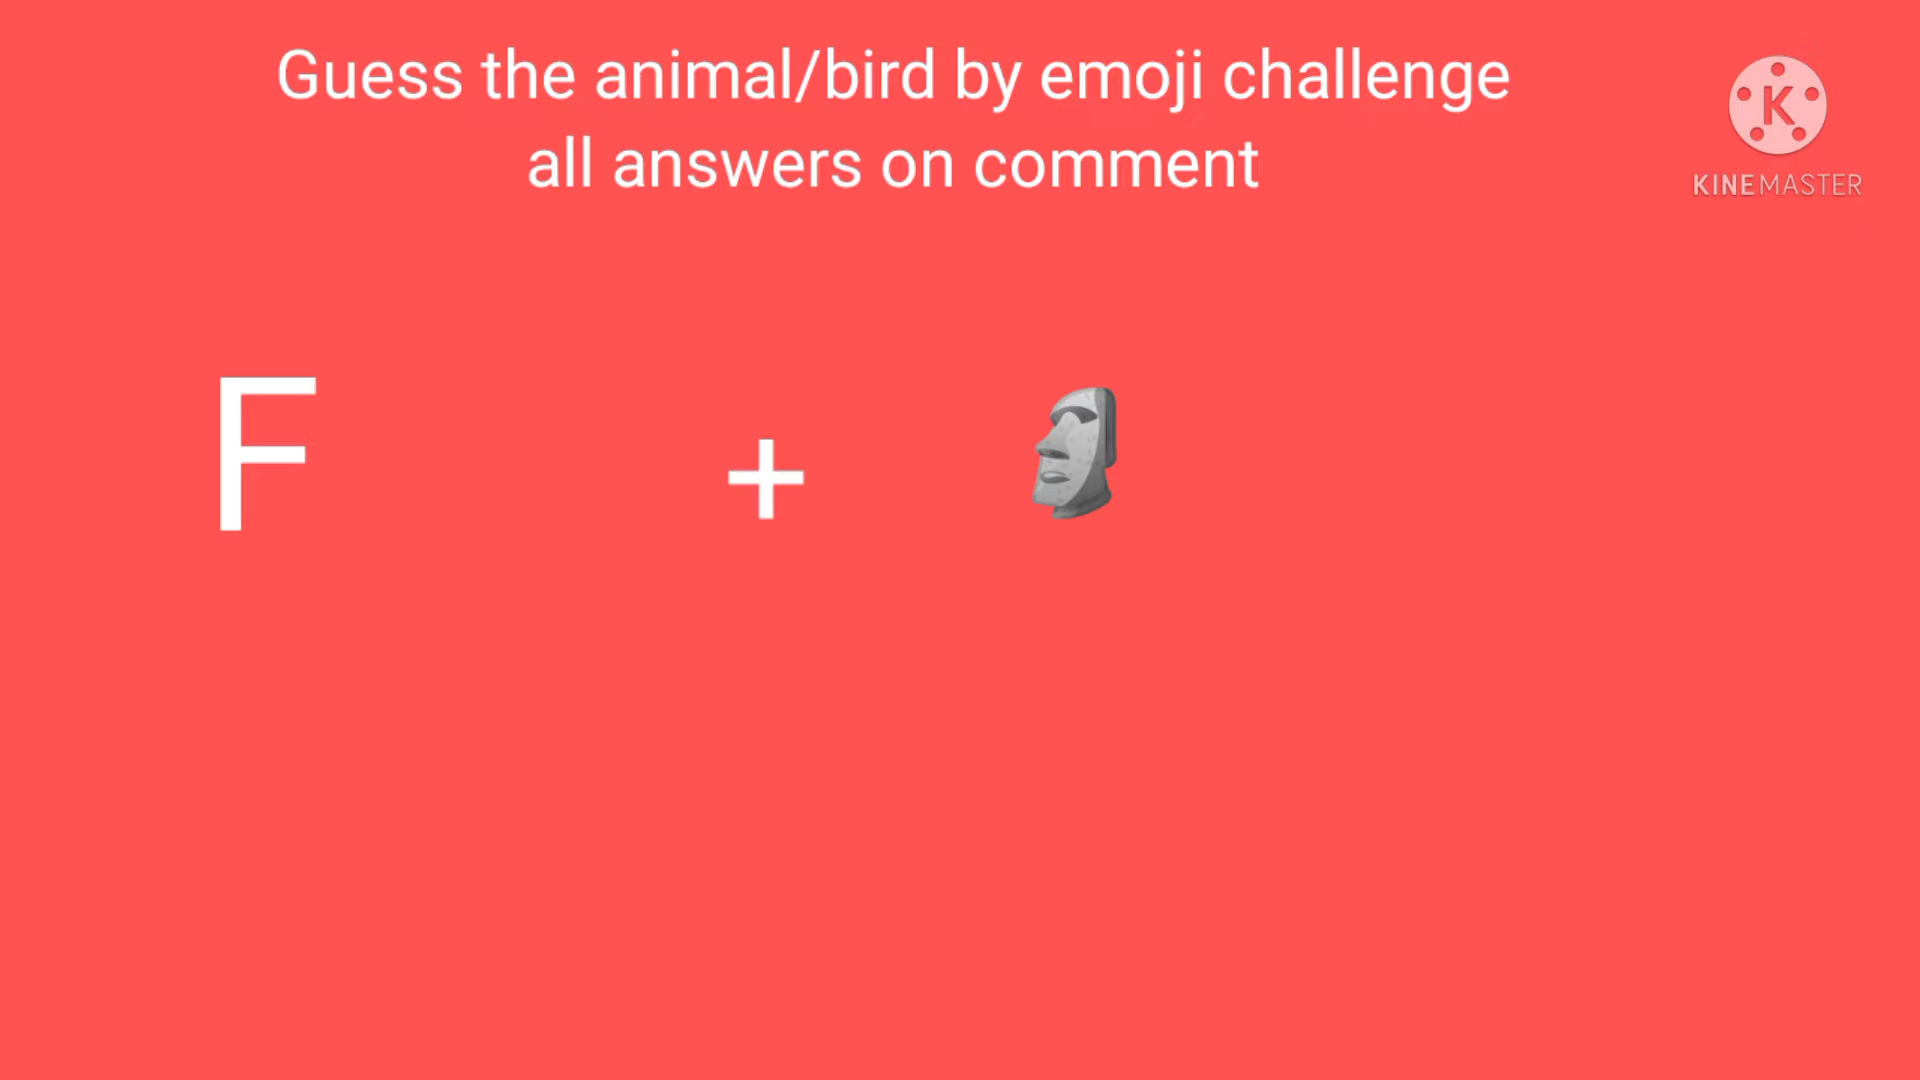 Guess the animal/bird by emoji challenge
all answers on comment
K
KINEMASTER
F +